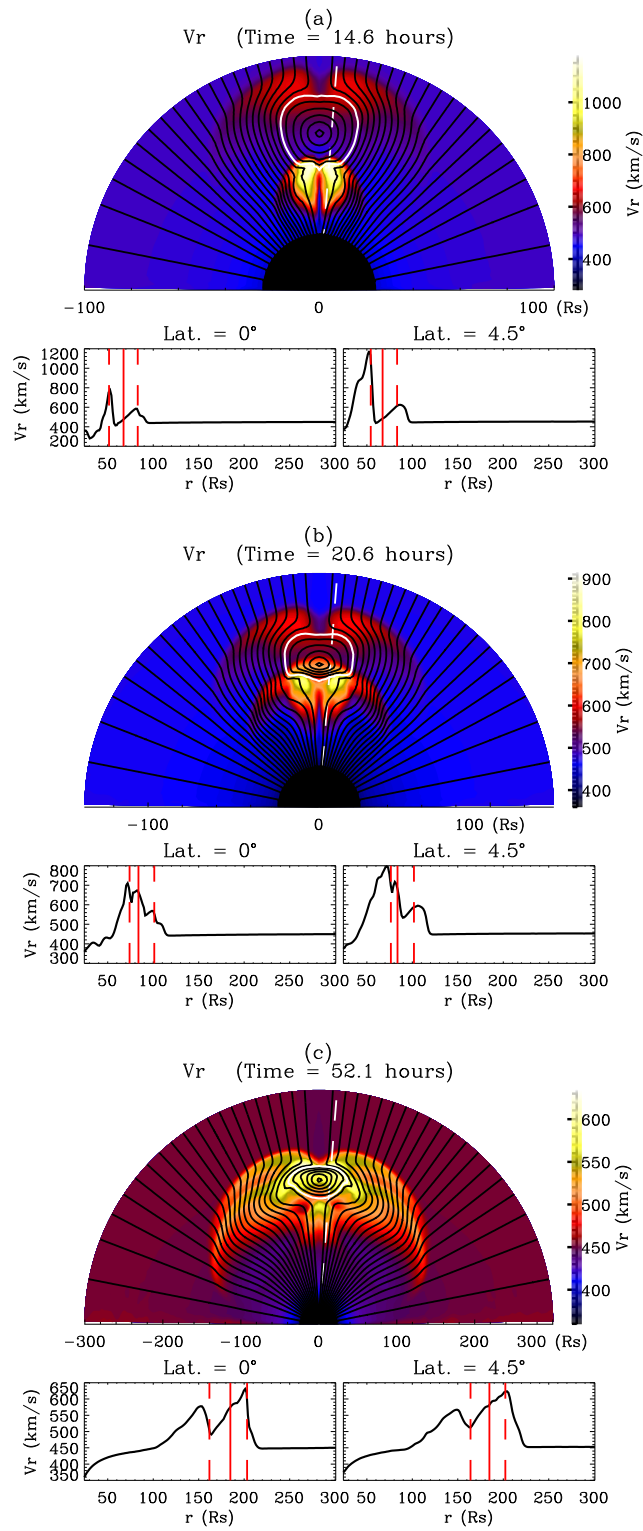 (a)
Vr (Time = 14.6 hours)
1000
800
600
400
Vr (km/s)
-100 0 100 (Rs)
Lat. = 0° Lat. = 4.5°
1200
1000
800
600
400
200
Vr (km/s)
50 100 150 200 250 300 50 100 150 200 250 300
r (Rs) r (Rs)
(b)
Vr (Time = 20.6 hours)
900
800
700
600
500
400
Vr (km/s)
-100 0 100 (Rs)
Lat. = 0° Lat. = 4.5°
800
700
600
500
400
300
Vr (km/s)
50 100 150 200 250 300 50 100 150 200 250 300
r (Rs) r (Rs)
(c)
Vr (Time = 52.1 hours)
600
550
500
450
400
Vr (km/s)
-300 -200 -100 0 100 200 300 (Rs)
Lat. = 0° Lat. = 4.5°
650
600
550
500
450
400
350
Vr (km/s)
50 100 150 200 250 300 50 100 150 200 250 300
r (Rs) r (Rs)